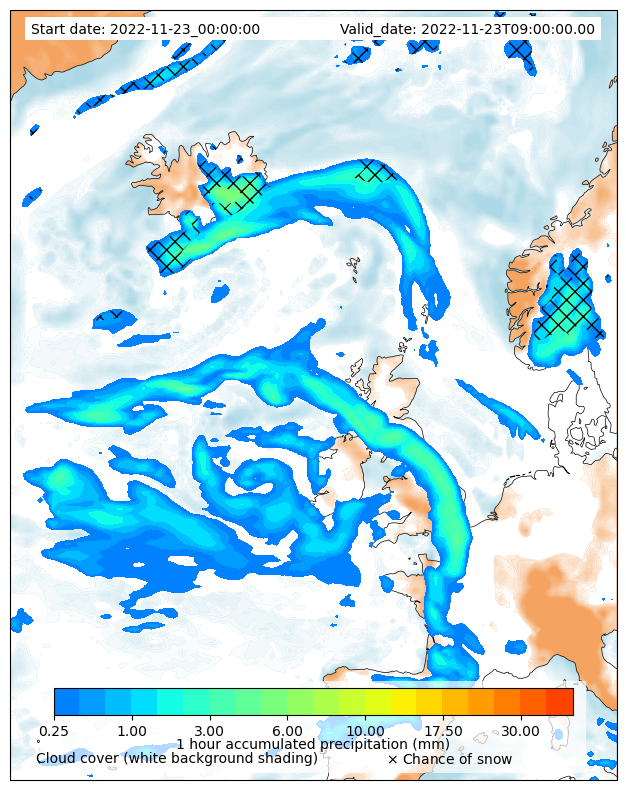 Start date: 2022-11-23_00:00:00 Valid_date: 2022-11-23T09:00:00.00
0.25 1.00 3.00 6.00 10.00 17.50 30.00
1 hour accumulated precipitation (mm)
Cloud cover (white background shading) × Chance of snow